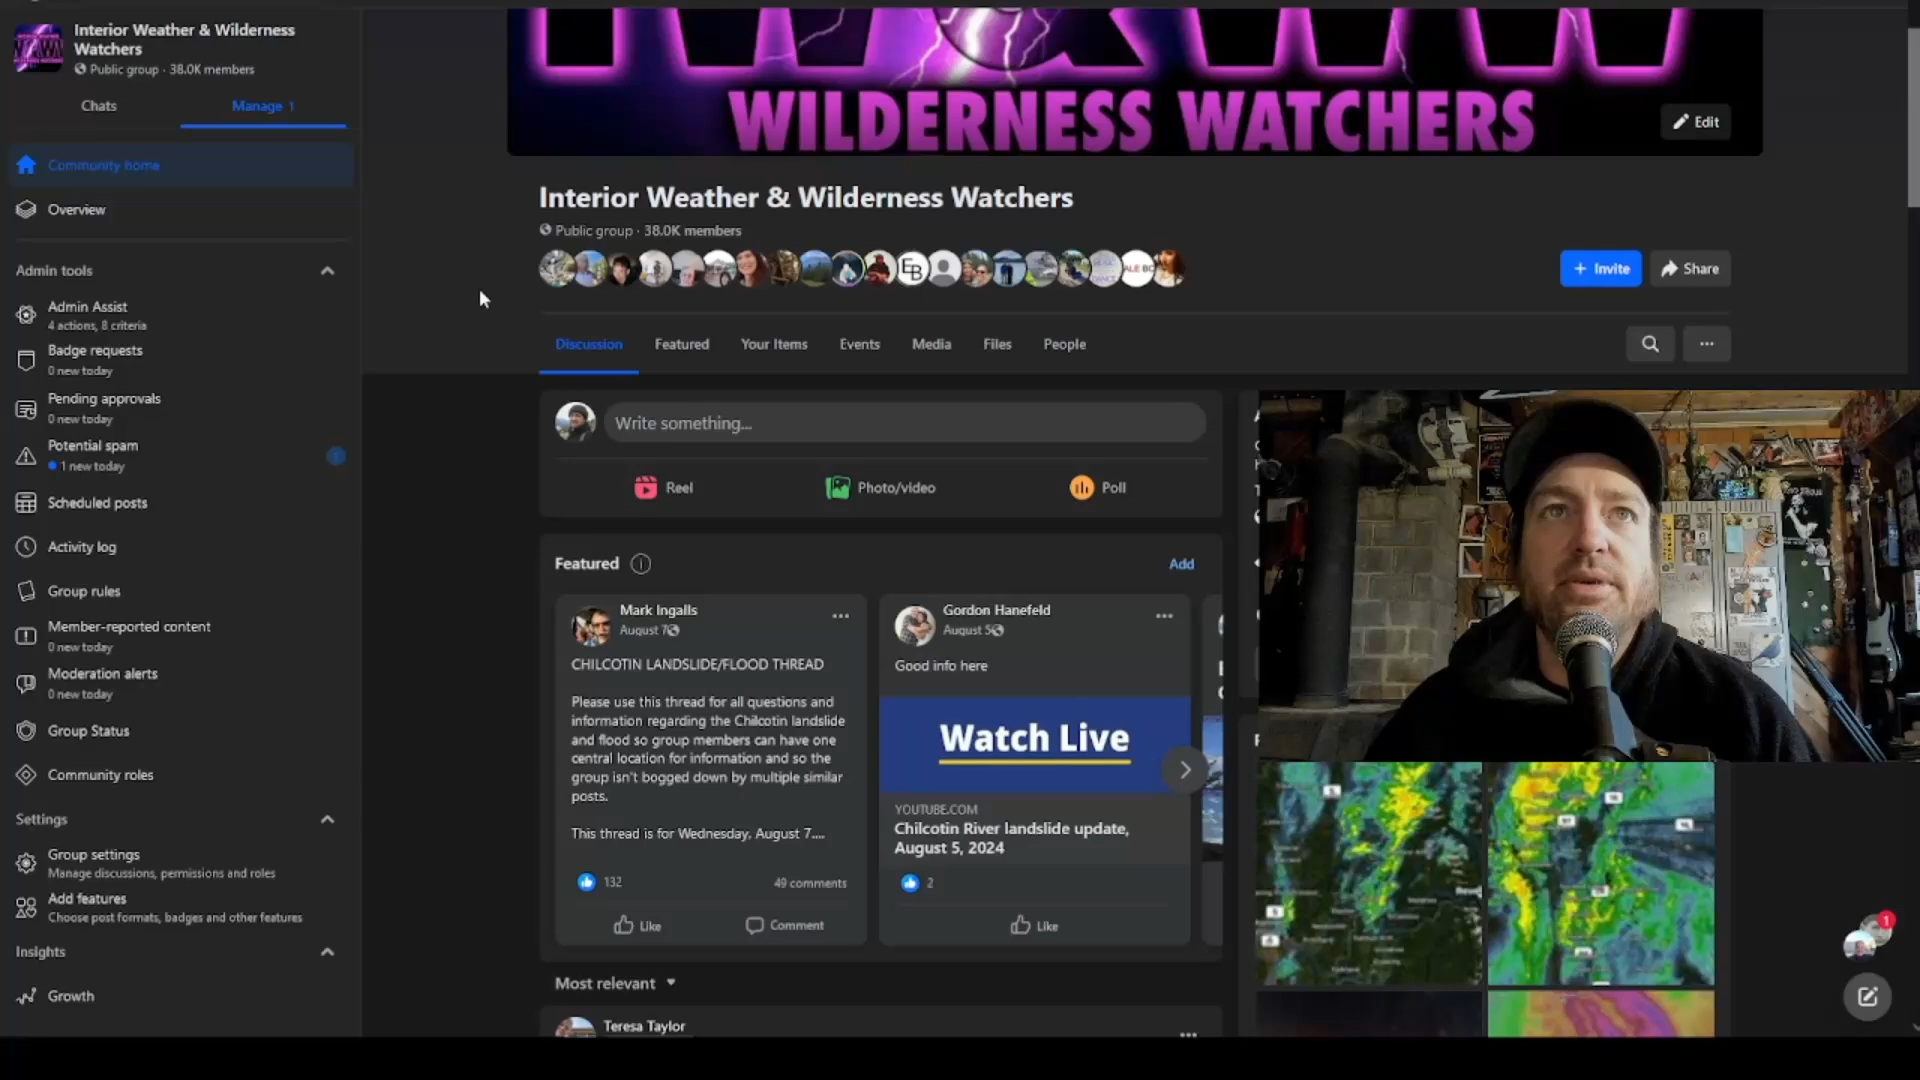 Interior Weather & Wilderness
Watchers
Public group · 38.0K members
Chats
Manage 1
Community home
Overview
Admin tools
Admin Assist
4 actions, 8 criteria
Badge requests
0 new today
Pending approvals
0 new today
Potential spam
1 new today
Scheduled posts
Activity log
Group rules
Member-reported content
0 new today
Moderation alerts
0 new today
Group Status
Community roles
Settings
Group settings
Manage discussions, permissions and roles
Add features
Choose post formats, badges and other features
Insights
Growth
WILDERNESS WATCHERS
Edit
Interior Weather & Wilderness Watchers
Public group · 38.0K members
EB
+ Invite
Share
Discussion
Featured
Your Items
Events
Media
Files
People
Write something...
Reel
Photo/video
Poll
Featured
Add
Mark Ingalls
August 7
CHILCOTIN LANDSLIDE/FLOOD THREAD
Please use this thread for all questions and
information regarding the Chilcotin landslide
and flood so group members can have one
central location for information and so the
group isn't bogged down by multiple similar
posts.
This thread is for Wednesday, August 7....
132
49 comments
Like
Comment
Gordon Hanefeld
August 5
Good info here
Watch Live
YOUTUBE.COM
Chilcotin River landslide update,
August 5, 2024
2
Like
Most relevant
Teresa Taylor
1